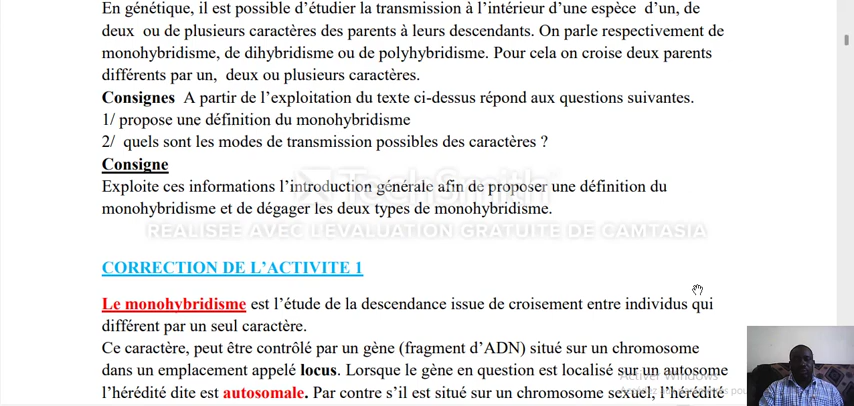 En génétique, il est possible d'étudier la transmission à l'intérieur d'une espèce d'un, de
deux ou de plusieurs caractères des parents à leurs descendants. On parle respectivement de
monohybridisme, de dihybridisme ou de polyhybridisme. Pour cela on croise deux parents
différents par un, deux ou plusieurs caractères.
Consignes A partir de l'exploitation du texte ci-dessus répond aux questions suivantes.
1/ propose une définition du monohybridisme
2/ quels sont les modes de transmission possibles des caractères ?
Consigne
Exploite ces informations l'introduction générale afin de proposer une définition du
monohybridisme et de dégager les deux types de monohybridisme.
TechSmith
REALISEE AVEC L'EVALUATION GRATUITE DE CAMTASIA
CORRECTION DE L'ACTIVITE 1
Le monohybridisme est l'étude de la descendance issue de croisement entre individus qui
différent par un seul caractère.
Ce caractère, peut être contrôlé par un gène (fragment d'ADN) situé sur un chromosome
dans un emplacement appelé locus. Lorsque le gène en question est localisé sur un autosome
Activer Windows
l'hérédité dite est autosomale. Par contre s'il est situé sur un chromosome sexuel, l'hérédité